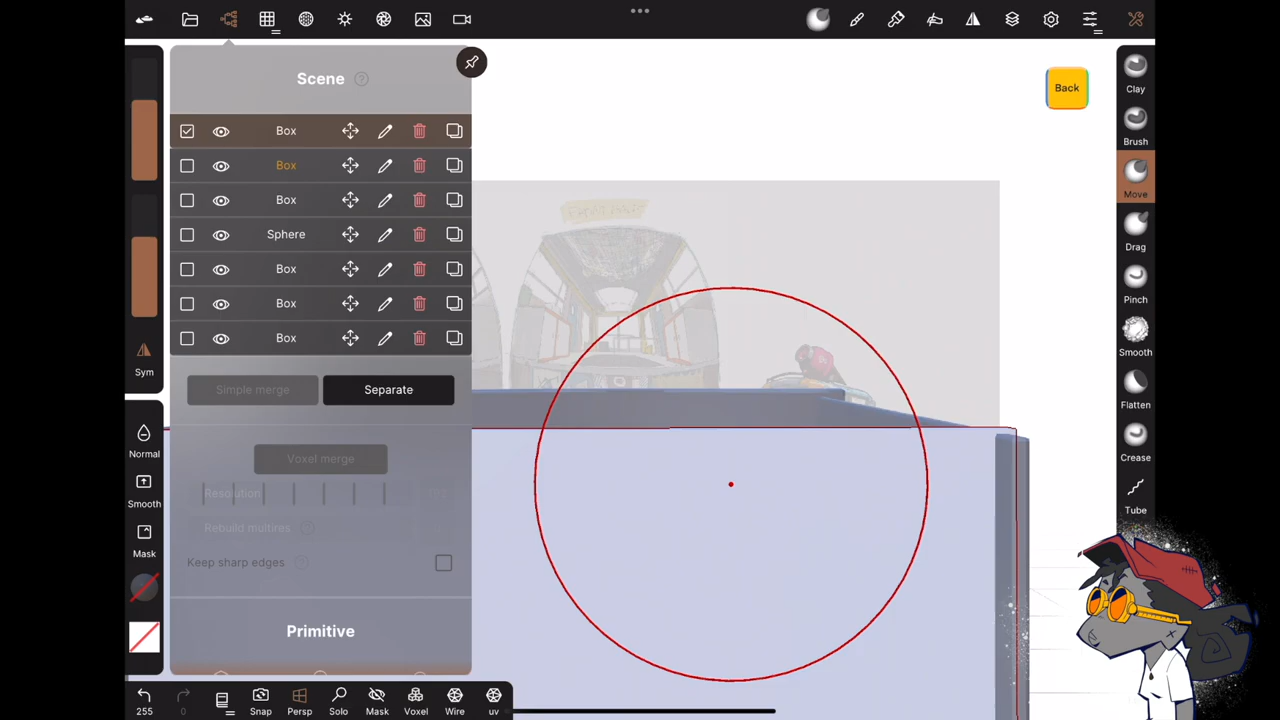 Scene
Back
Box
Box
Box
Sphere
Box
Box
Box
Simple merge
Separate
Voxel merge
Resolution
Rebuild multires
Keep sharp edges
Primitive
Sym
Normal
Smooth
Mask
Clay
Brush
Move
Drag
Pinch
Smooth
Flatten
Crease
Tube
255
0
Snap
Persp
Solo
Mask
Voxel
Wire
uv